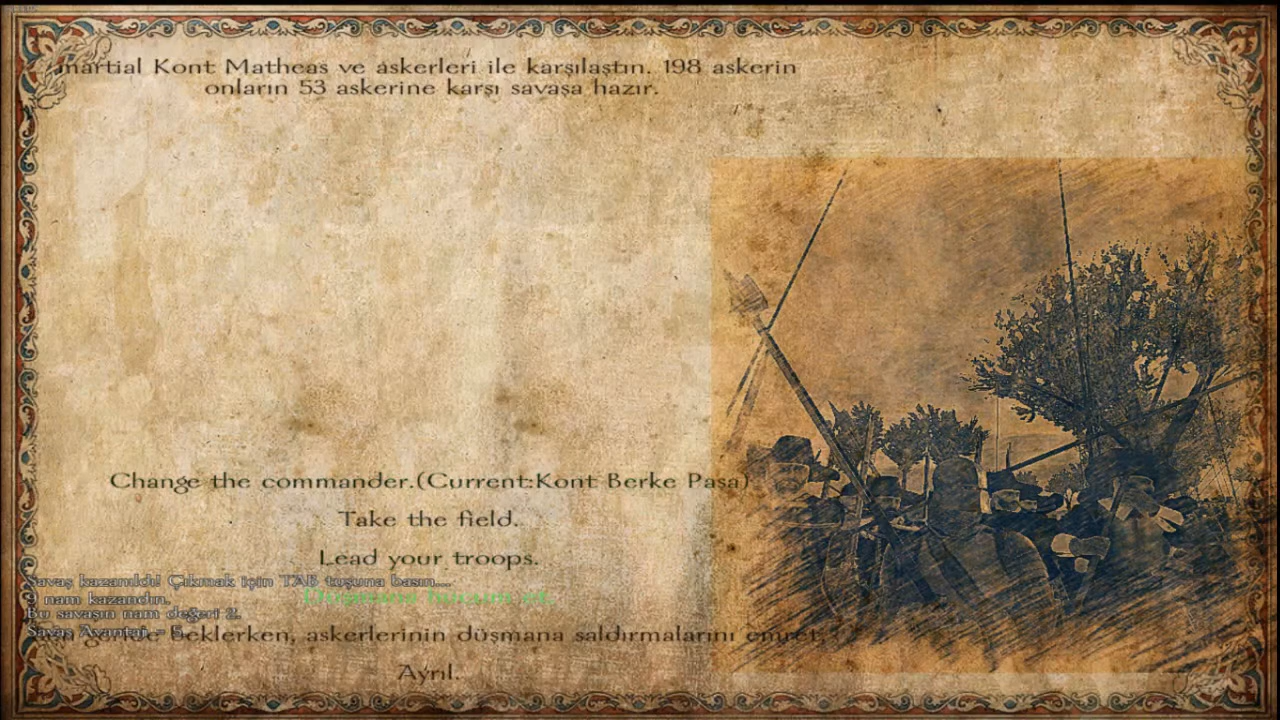 martial Kont Matheas ve askerleri ile karşılaştın. 198 askerin
onların 53 askerine karşı savaşa hazır.
Change the commander.(Current:Kont Berke Pasa)
Take the field.
Lead your troops.
Savaş kazanıldı! Çıkmak için TAB tuşuna basın...
Düşmana hücum et.
9 nam kazandın.
Bu savaşın nam değeri 2.
Savaş Avantajı =
beklerken, askerlerinin düşmana saldırmalarını emret.
Ayrıl.